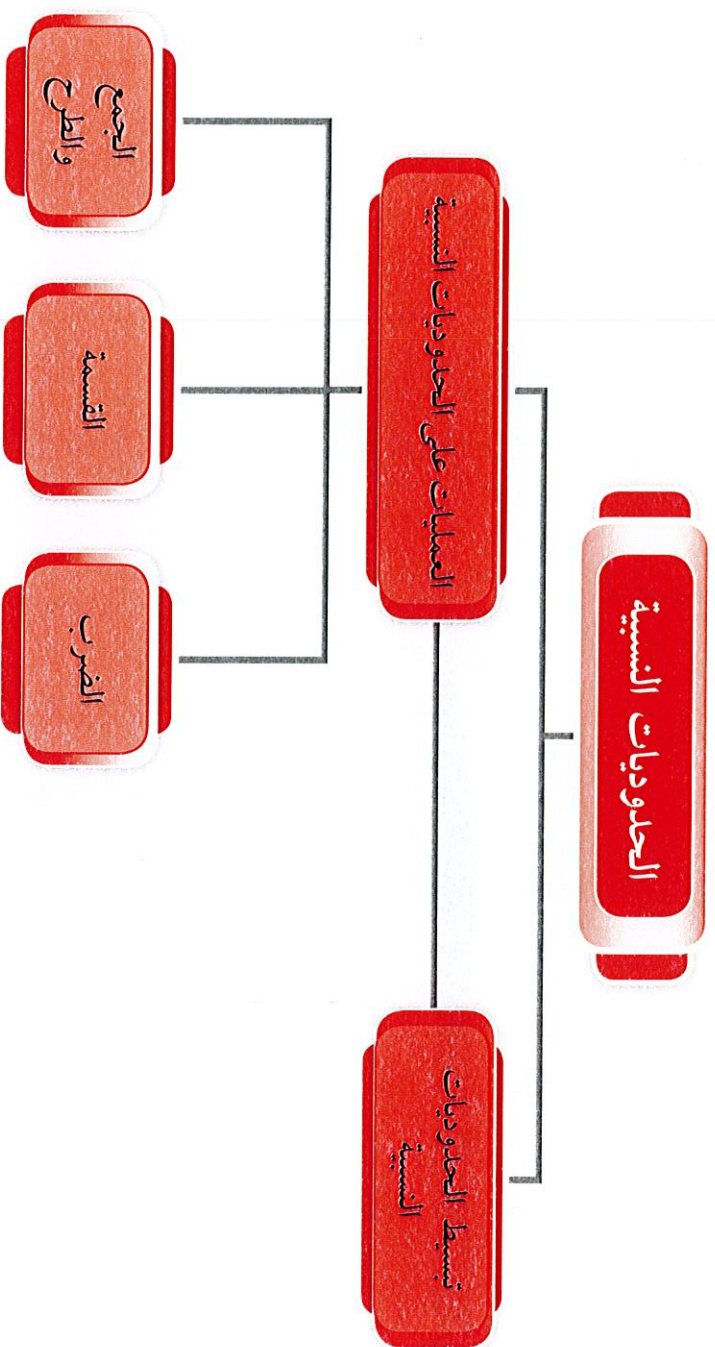 الحدوديات النسبية
تبسيط الحدوديات
النسبية
العمليات على الحدوديات النسبية
الضرب
القسمة
الجمع
والطرح